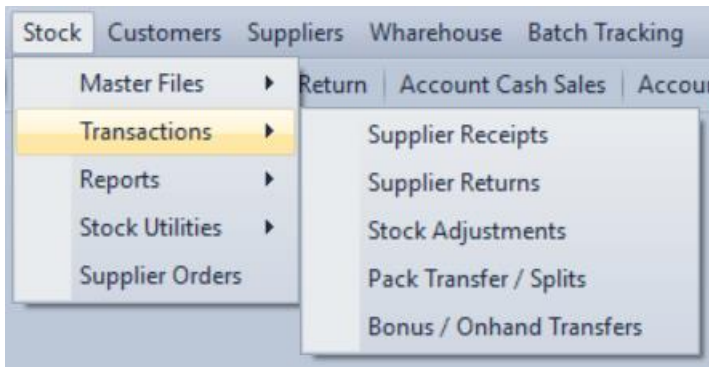 Stock Customers Suppliers Wharehouse Batch Tracking
Master Files Return Account Cash Sales
Transactions Supplier Receipts
Reports Supplier Returns
Stock Utilities Stock Adjustments
Supplier Orders Pack Transfer / Splits
Bonus / Onhand Transfers